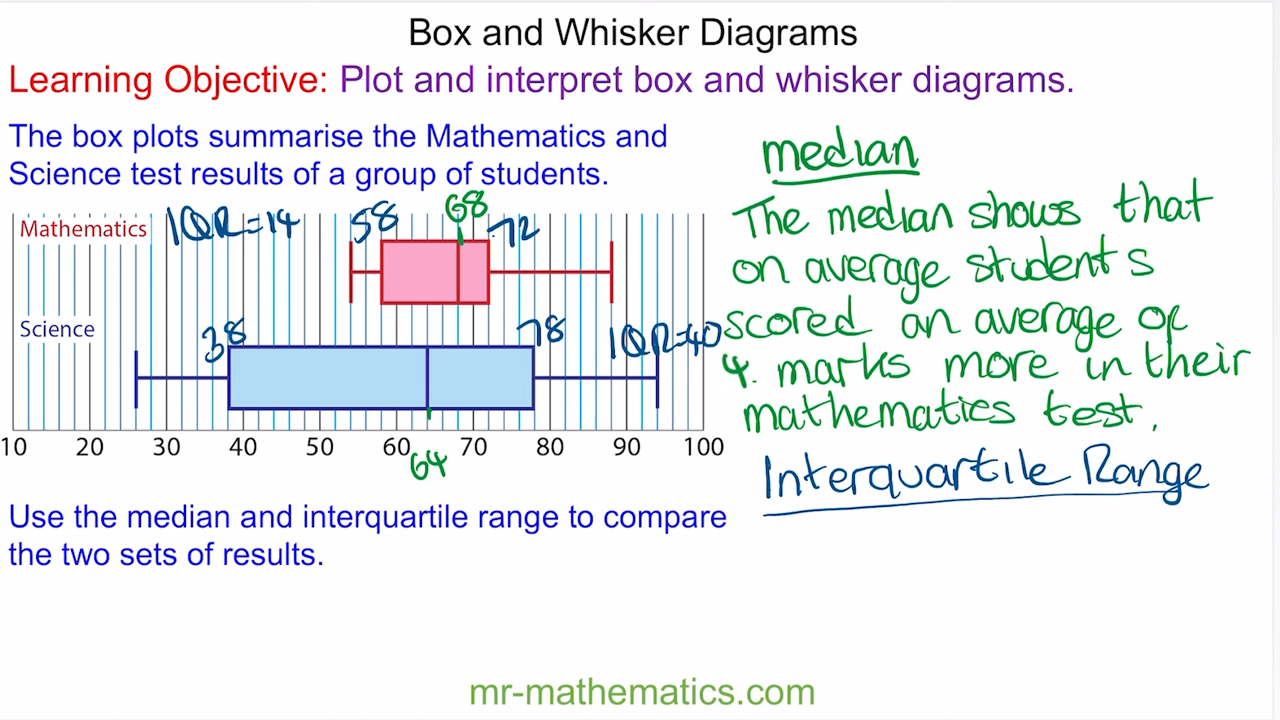 Box and Whisker Diagrams
Learning Objective: Plot and interpret box and whisker diagrams.
The box plots summarise the Mathematics and
Science test results of a group of students.
Mathematics
IQR=14
58
68
72
Science
38
78
IQR=40
10 20 30 40 50 60 70 80 90 100
64
Use the median and interquartile range to compare
the two sets of results.
median
The median shows that
on average students
scored an average of
4. marks more in their
mathematics test.
Interquartile Range
mr-mathematics.com